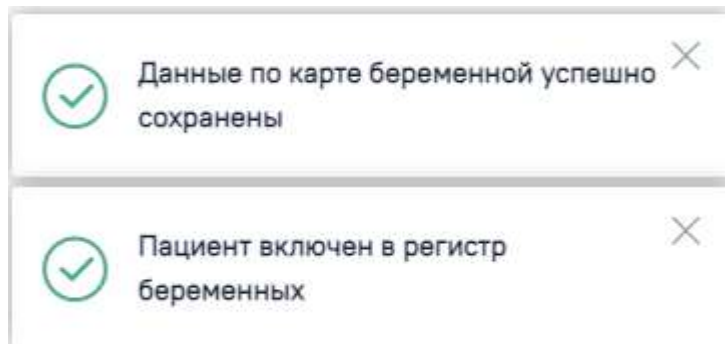 Данные по карте беременной успешно
сохранены
Пациент включен в регистр
беременных